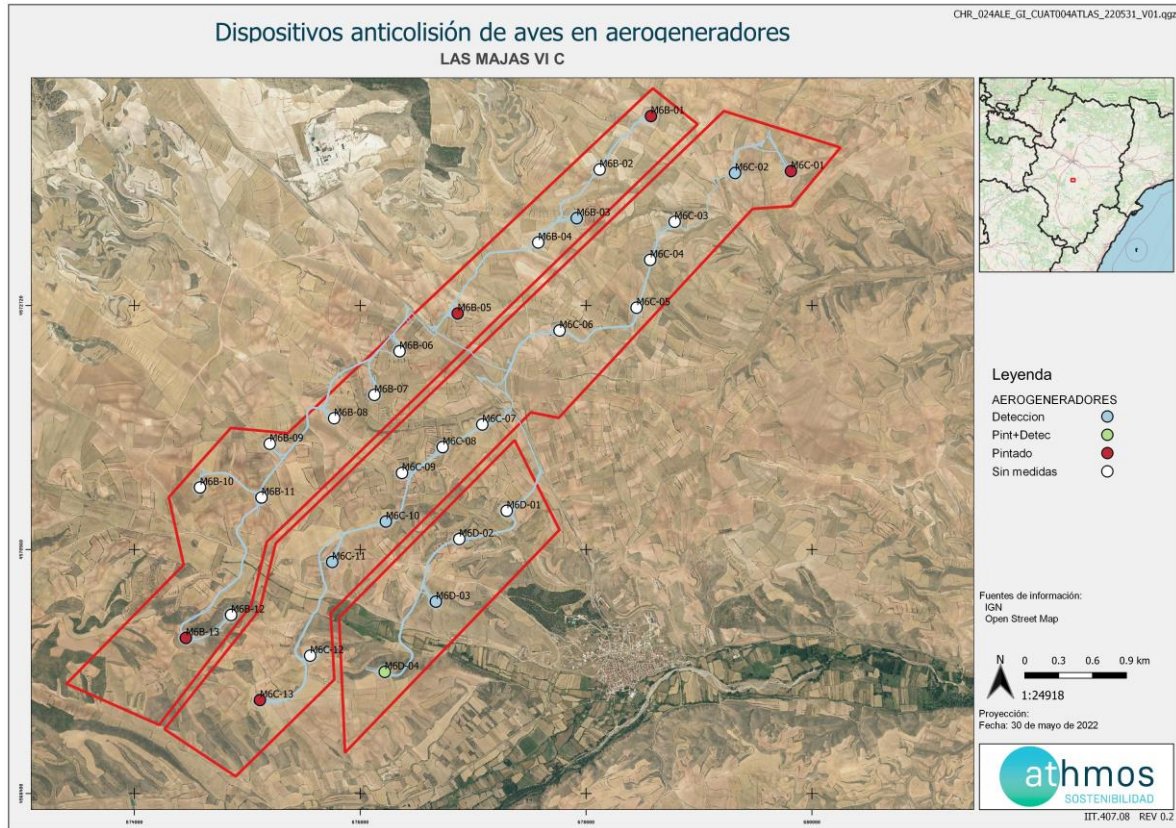 CHR_024ALE_GI_CUAT004ATLAS_220531_V01.qgz
Dispositivos anticolisión de aves en aerogeneradores
LAS MAJAS VI C
M6B-01
M6B-02
M6C-02
M6C-01
M6B-03
M6C-03
M6B-04
M6C-04
M6C-05
M6B-05
M6C-06
M6B-06
M6B-07
M6B-08
M6C-07
M6B-09
M6C-08
M6C-09
M6B-10
M6B-11
M6D-01
M6C-10
M6D-02
M6C-11
M6D-03
M6B-12
M6B-13
M6C-12
M6D-04
M6C-13
674000
676000
678000
680000
Leyenda
AEROGENERADORES
Deteccion
Pint+Detec
Pintado
Sin medidas
Fuentes de información:
IGN
Open Street Map
N
0 0.3 0.6 0.9 km
1:24918
Proyección:
Fecha: 30 de mayo de 2022
athmos
SOSTENIBILIDAD
IIT.407.08 REV 0.2